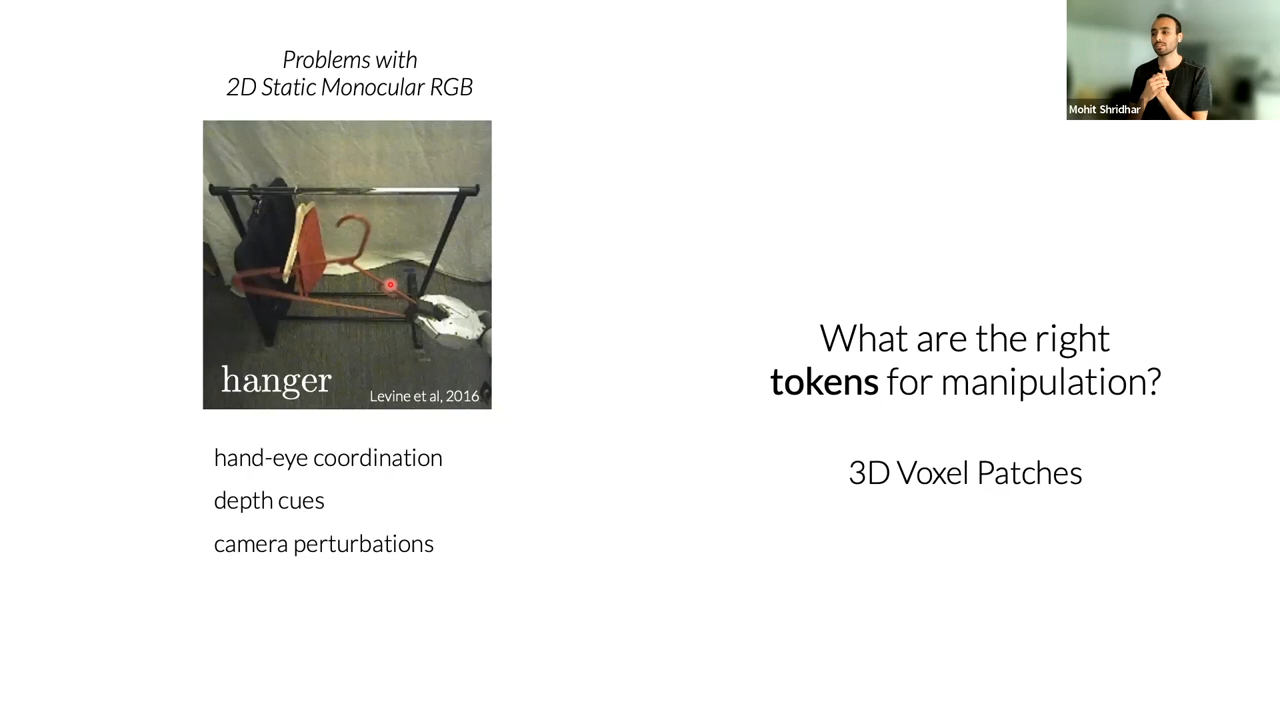 Problems with
2D Static Monocular RGB
Mohit Shridhar
hanger
Levine et al, 2016
hand-eye coordination
depth cues
camera perturbations
What are the right
tokens for manipulation?
3D Voxel Patches